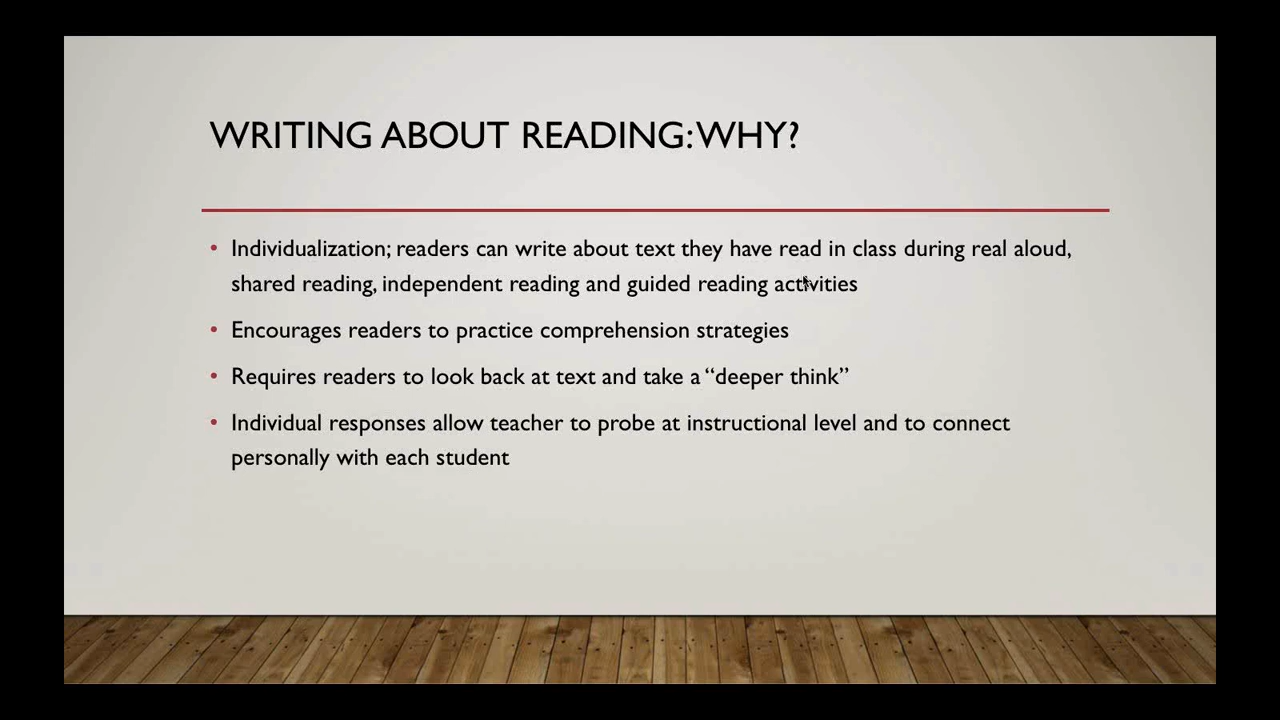 WRITING ABOUT READING: WHY?
• Individualization; readers can write about text they have read in class during real aloud,
shared reading, independent reading and guided reading activities
• Encourages readers to practice comprehension strategies
• Requires readers to look back at text and take a “deeper think”
• Individual responses allow teacher to probe at instructional level and to connect
personally with each student